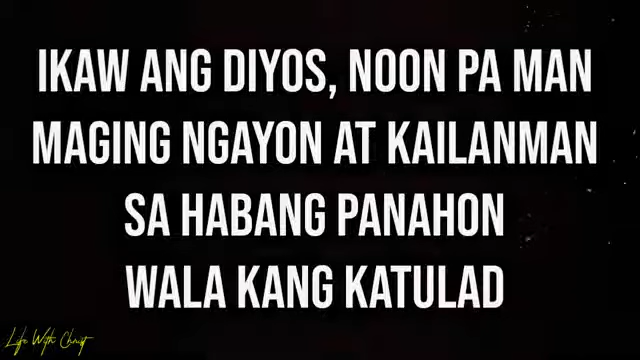 IKAW ANG DIYOS, NOON PA MAN
MAGING NGAYON AT KAILANMAN
SA HABANG PANAHON
WALA KANG KATULAD
Life With Christ